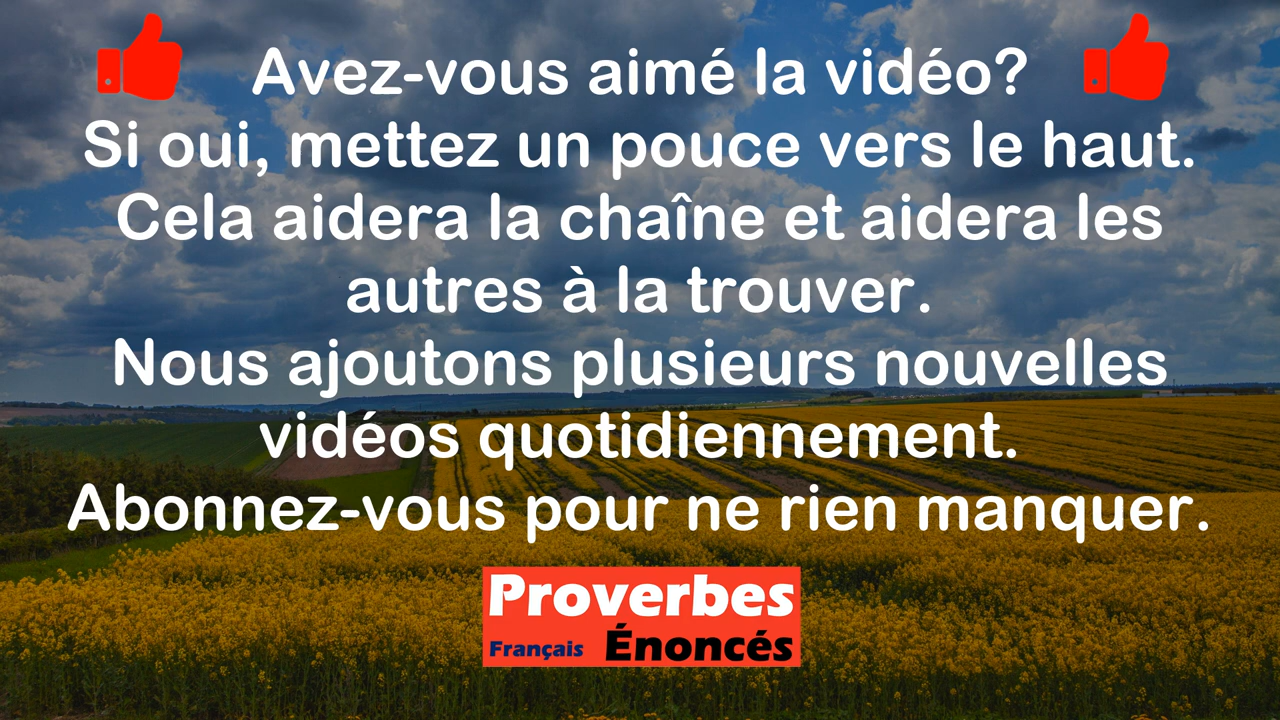 Avez-vous aimé la vidéo?
Si oui, mettez un pouce vers le haut.
Cela aidera la chaîne et aidera les
autres à la trouver.
Nous ajoutons plusieurs nouvelles
vidéos quotidiennement.
Abonnez-vous pour ne rien manquer.
Proverbes
Français Énoncés